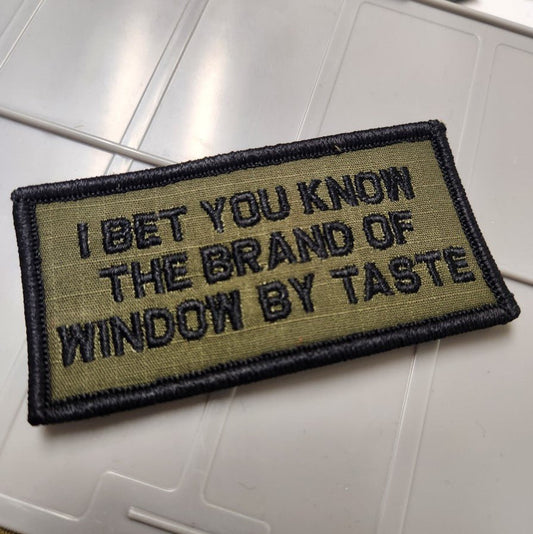 I BET YOU KNOW
THE BRAND OF
WINDOW BY TASTE